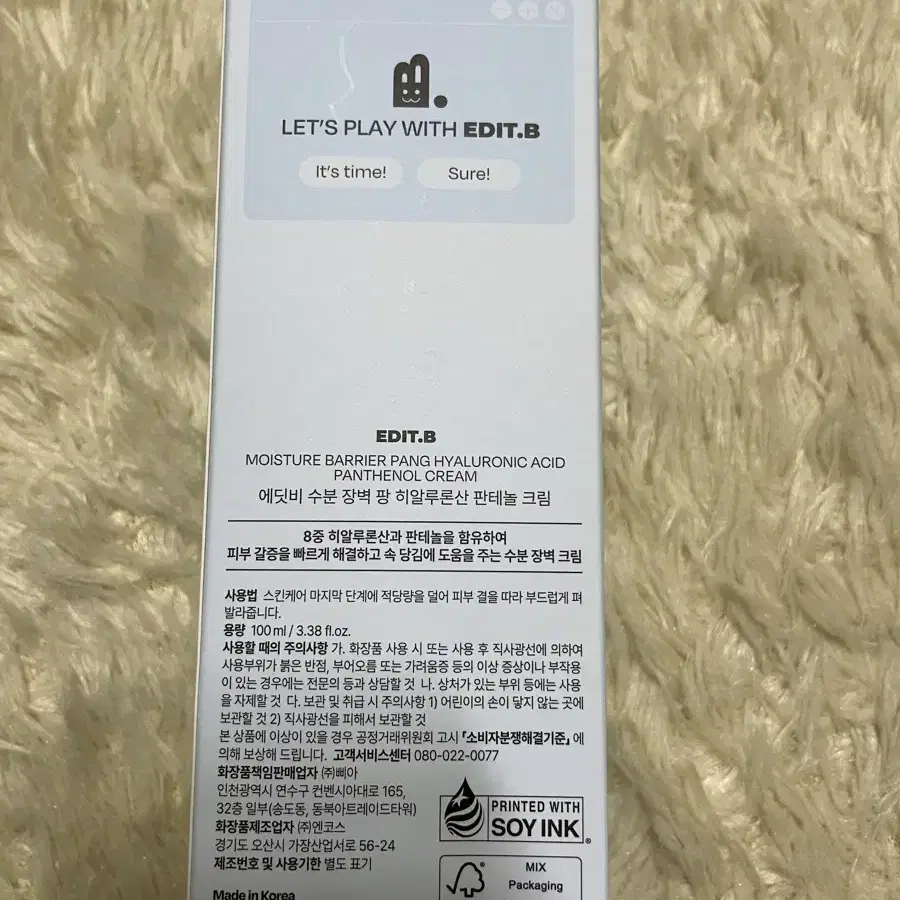 LET'S PLAY WITH EDIT.B
It's time!
Sure!
EDIT.B
MOISTURE BARRIER PANG HYALURONIC ACID
PANTHENOL CREAM
에딧비 수분 장벽 팡 히알루론산 판테놀 크림
8중 히알루론산과 판테놀을 함유하여
피부 갈증을 빠르게 해결하고 속 당김에 도움을 주는 수분 장벽 크림
사용법 스킨케어 마지막 단계에 적당량을 덜어 피부 결을 따라 부드럽게 펴
발라줍니다.
용량 100 ml / 3.38 fl.oz.
사용할 때의 주의사항 가. 화장품 사용 시 또는 사용 후 직사광선에 의하여
사용부위가 붉은 반점, 부어오름 또는 가려움증 등의 이상 증상이나 부작용
이 있는 경우에는 전문의 등과 상담할 것 나. 상처가 있는 부위 등에는 사용
을 자제할 것 다. 보관 및 취급 시 주의사항 1) 어린이의 손이 닿지 않는 곳에
보관할 것 2) 직사광선을 피해서 보관할 것
본 상품에 이상이 있을 경우 공정거래위원회 고시 「소비자분쟁해결기준」에
의해 보상해 드립니다. 고객서비스센터 080-022-0077
화장품책임판매업자 ㈜삐아
인천광역시 연수구 컨벤시아대로 165,
32층 일부(송도동, 동북아트레이드타워)
화장품제조업자 ㈜엔코스
경기도 오산시 가장산업서로 56-24
제조번호 및 사용기한 별도 표기
Made in Korea
PRINTED WITH
SOY INK
MIX
Packaging